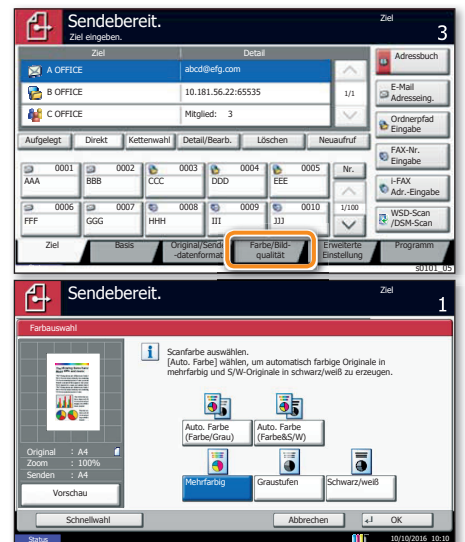 Sendebereit.
Ziel eingeben.
Ziel
3
Ziel Detail
A OFFICE abcd@efg.com
B OFFICE 10.181.56.22:65535
C OFFICE Mitglied: 3
1/1
Adressbuch
E-Mail
Adresseing.
Ordnerpfad
Eingabe
FAX-Nr.
Eingabe
i-FAX
Adr.-Eingabe
WSD-Scan
/DSM-Scan
Aufgelegt Direkt Kettenwahl Detail/Bearb. Löschen Neuaufruf
0001 0002 0003 0004 0005 Nr.
AAA BBB CCC DDD EEE
0006 0007 0008 0009 0010 1/100
FFF GGG HHH III JJJ
Ziel Basis Original/Sende
-datenformat
Farbe/Bild-
qualität
Erweiterte
Einstellung
Programm
s0101_05
Sendebereit.
Ziel
1
Farbauswahl
Scanfarbe auswählen.
[Auto. Farbe] wählen, um automatisch farbige Originale in
mehrfarbig und S/W-Originale in schwarz/weiß zu erzeugen.
Auto. Farbe
(Farbe/Grau)
Auto. Farbe
(Farbe&S/W)
Mehrfarbig Graustufen Schwarz/weiß
Original : A4
Zoom : 100%
Senden : A4
Vorschau
Schnellwahl Abbrechen OK
Status 10/10/2016 10:10